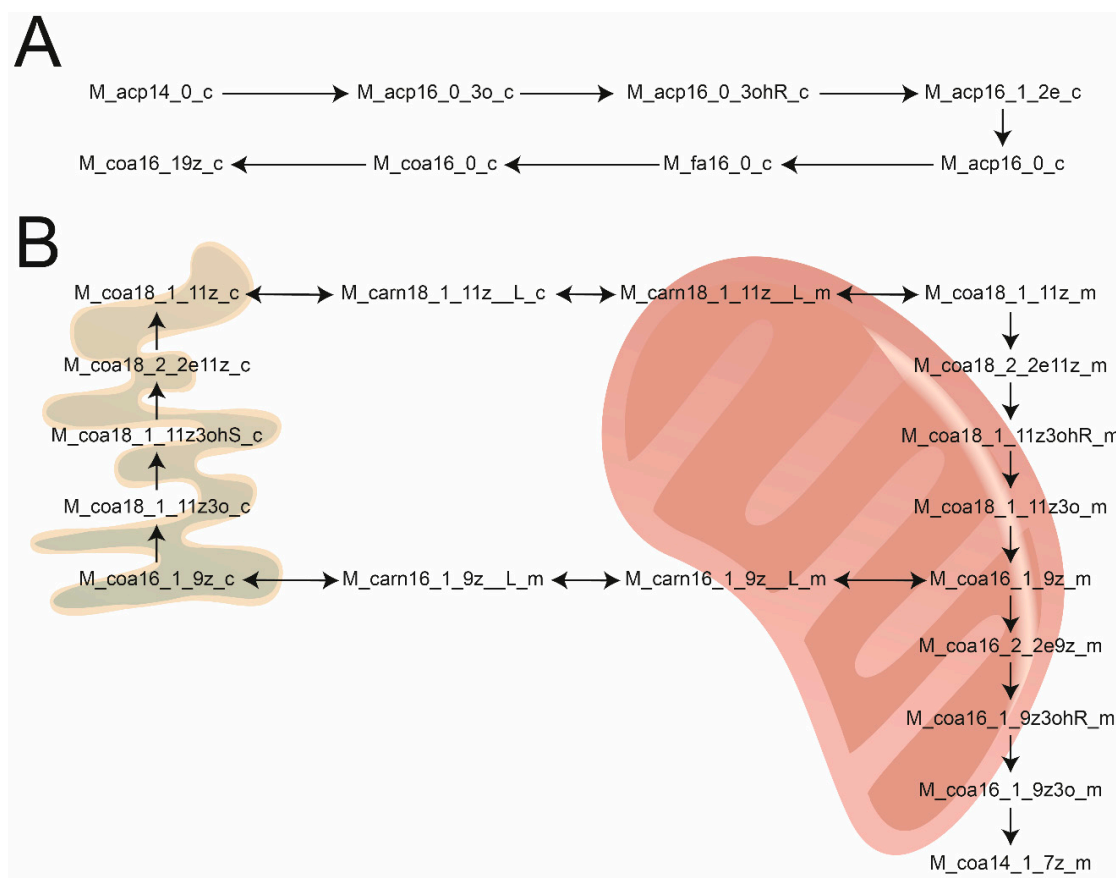 A
M_acp14_0_c M_acp16_0_3o_c M_acp16_0_3ohR_c M_acp16_1_2e_c
M_coa16_19z_c M_coa16_0_c M_fa16_0_c M_acp16_0_c
B
M_coa18_1_11z_c M_carn18_1_11z__L_c M_carn18_1_11z__L_m M_coa18_1_11z_m
M_coa18_2_2e11z_c M_coa18_2_2e11z_m
M_coa18_1_11z3ohS_c M_coa18_1_11z3ohR_m
M_coa18_1_11z3o_c M_coa18_1_11z3o_m
M_coa16_1_9z_c M_carn16_1_9z__L_m M_carn16_1_9z__L_m M_coa16_1_9z_m
M_coa16_2_2e9z_m
M_coa16_1_9z3ohR_m
M_coa16_1_9z3o_m
M_coa14_1_7z_m